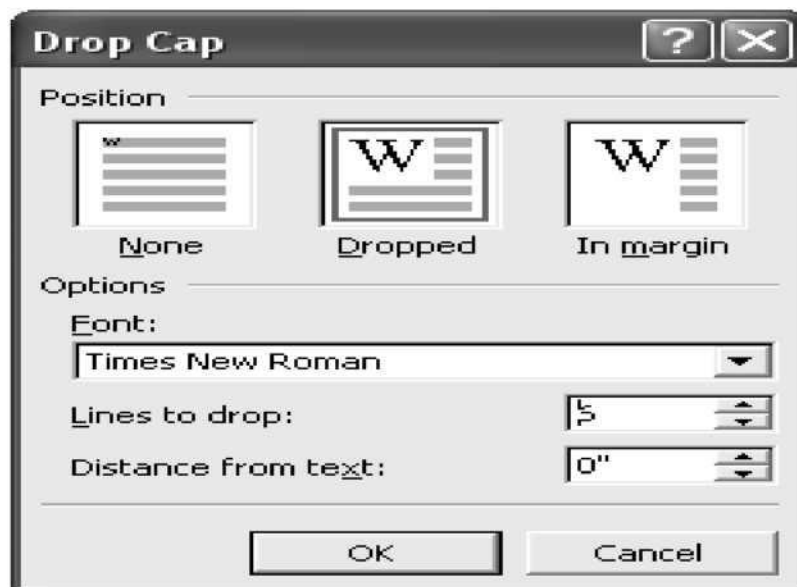 Drop Cap
Position
W
W
W
None
Dropped
In margin
Options
Font:
Times New Roman
Lines to drop:
Distance from text:
0"
OK
Cancel